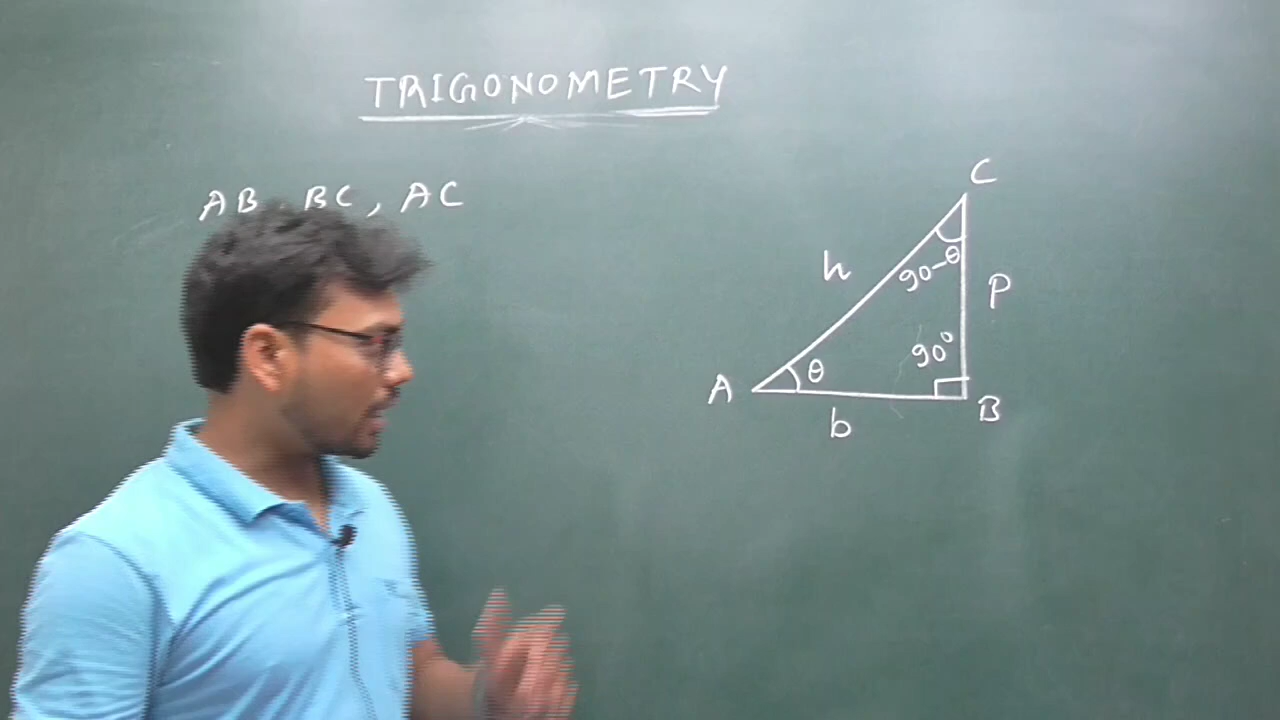 TRIGONOMETRY
AB, BC, AC
C
h
90-θ
P
90°
A
θ
B
b